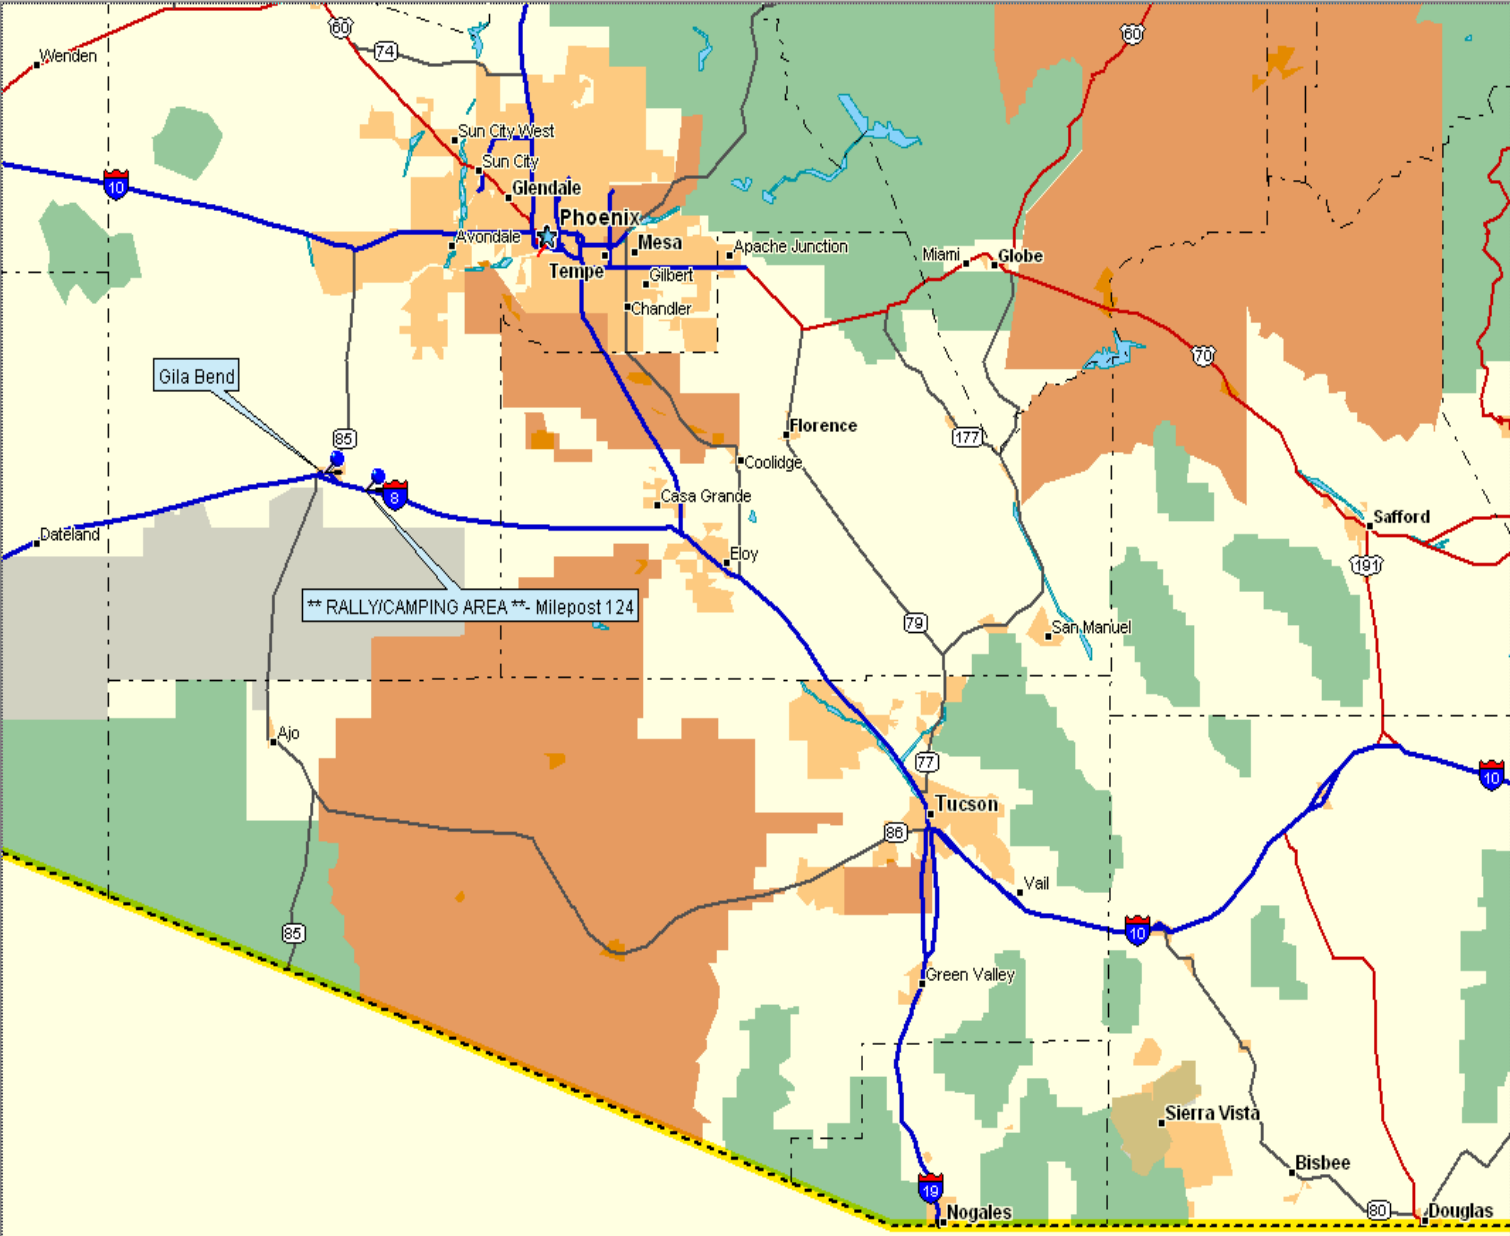 60
60
Wenden
74
Sun City West
Sun City
10
Glendale
Phoenix
Avondale
Mesa
Apache Junction
Miami
Globe
Tempe
Gilbert
Chandler
70
Gila Bend
85
Florence
177
Coolidge
8
Casa Grande
Safford
Dateland
Eloy
191
** RALLY/CAMPING AREA **- Milepost 124
79
San Manuel
Ajo
77
10
Tucson
86
Vail
85
10
Green Valley
Sierra Vista
Bisbee
19
Nogales
80
Douglas